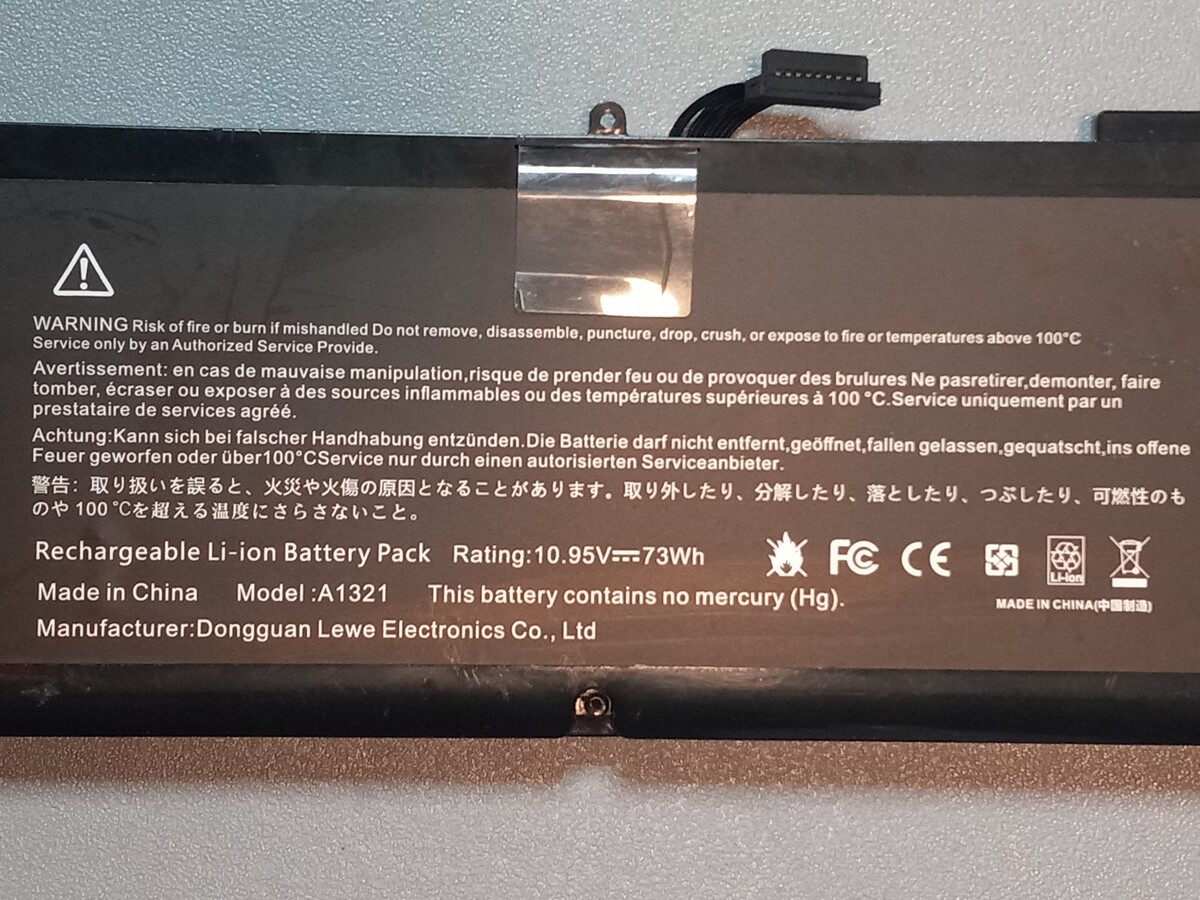 WARNING Risk of fire or burn if mishandled Do not remove, disassemble, puncture, drop, crush, or expose to fire or temperatures above 100°C
Service only by an Authorized Service Provide.
Avertissement: en cas de mauvaise manipulation,risque de prender feu ou de provoquer des brulures Ne pasretirer,demonter, faire
tomber, écraser ou exposer à des sources inflammables ou des températures supérieures à 100 °C.Service uniquement par un
prestataire de services agréé.
Achtung:Kann sich bei falscher Handhabung entzünden.Die Batterie darf nicht entfernt,geöffnet,fallen gelassen,gequatscht,ins offene
Feuer geworfen oder über100°CService nur durch einen autorisierten Serviceanbieter.
警告：取り扱いを誤ると、火災や火傷の原因となることがあります。取り外したり、分解したり、落としたり、つぶしたり、可燃性のも
のや 100 ℃を超える温度にさらさないこと。
Rechargeable Li-ion Battery Pack Rating:10.95V⎓73Wh
FC CE Li-ion
Made in China Model :A1321 This battery contains no mercury (Hg).
MADE IN CHINA(中国制造)
Manufacturer:Dongguan Lewe Electronics Co., Ltd